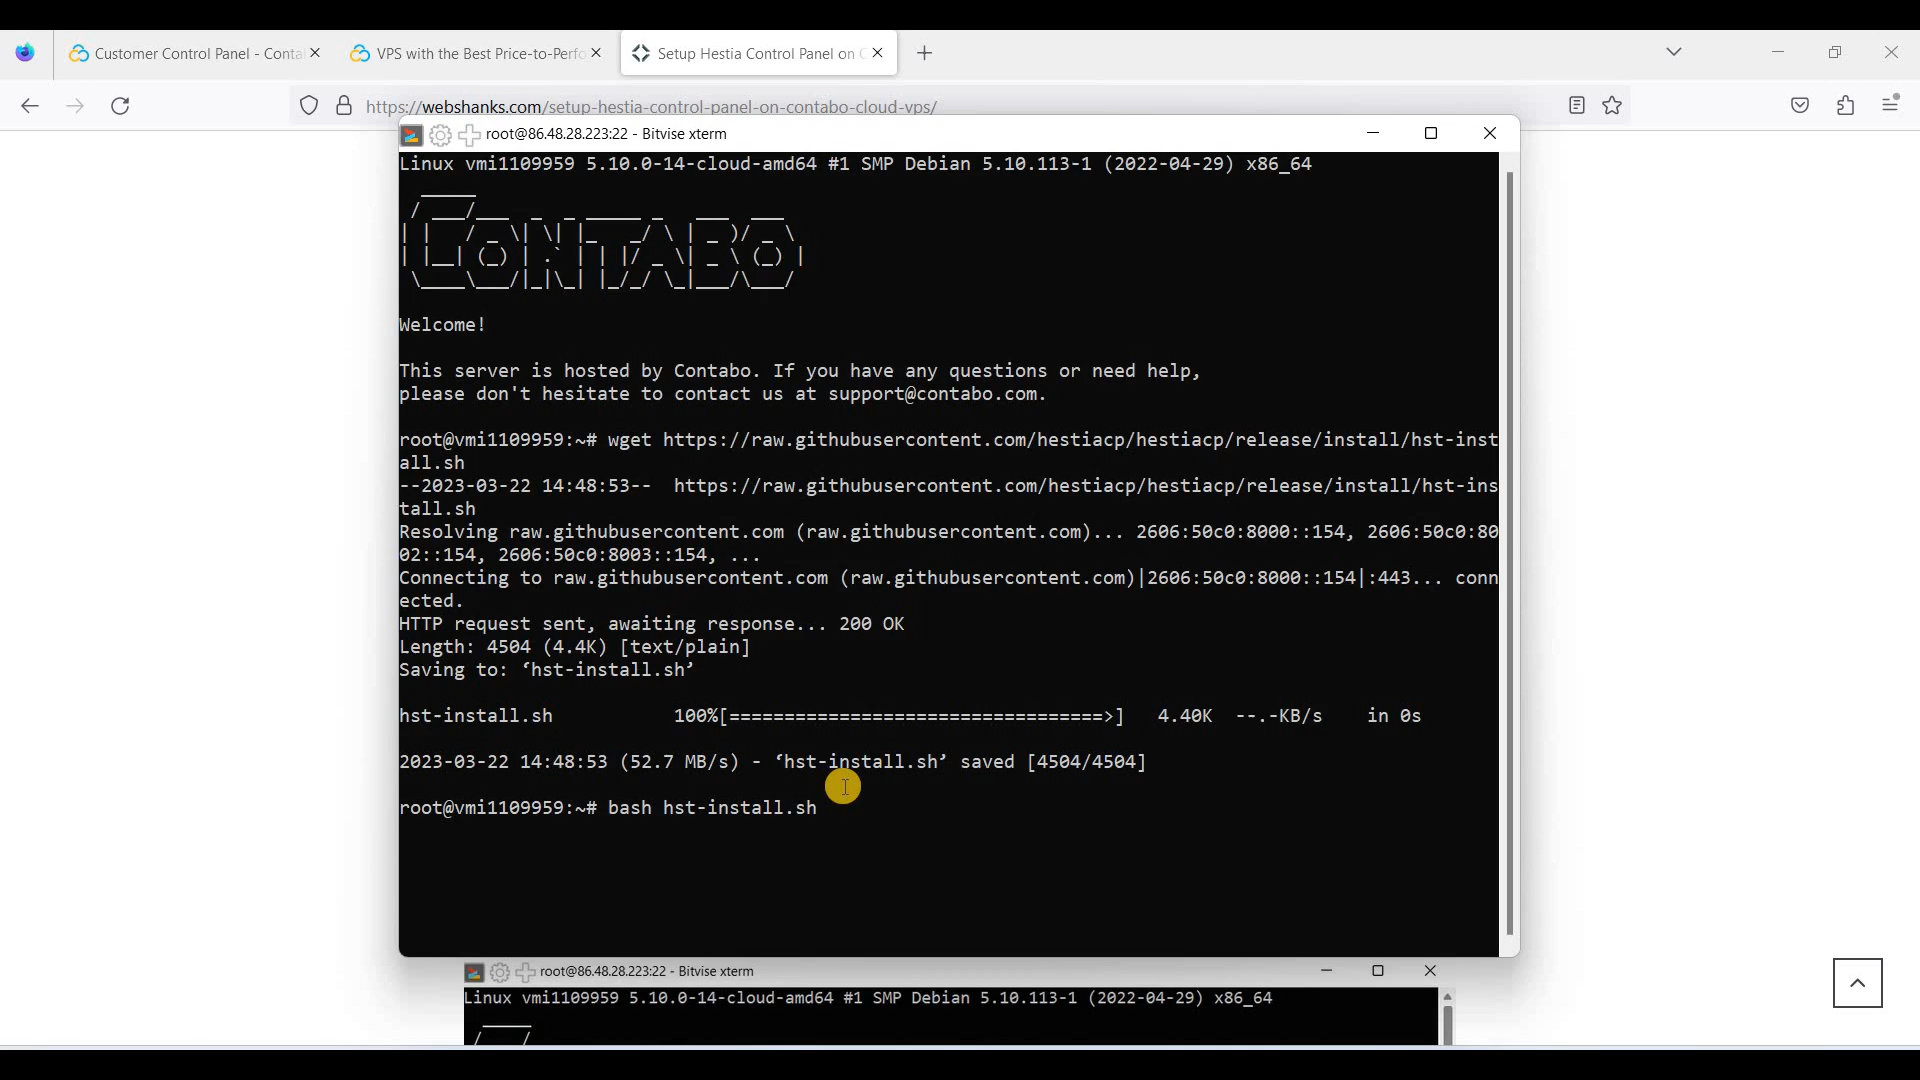 Customer Control Panel - Conta
VPS with the Best Price-to-Perfo
Setup Hestia Control Panel on C
https://webshanks.com/setup-hestia-control-panel-on-contabo-cloud-vps/
root@86.48.28.223:22 - Bitvise xterm
Linux vmi1109959 5.10.0-14-cloud-amd64 #1 SMP Debian 5.10.113-1 (2022-04-29) x86_64
CONTABO
Welcome!
This server is hosted by Contabo. If you have any questions or need help,
please don't hesitate to contact us at support@contabo.com.
root@vmi1109959:~# wget https://raw.githubusercontent.com/hestiacp/hestiacp/release/install/hst-inst
all.sh
--2023-03-22 14:48:53--  https://raw.githubusercontent.com/hestiacp/hestiacp/release/install/hst-ins
tall.sh
Resolving raw.githubusercontent.com (raw.githubusercontent.com)... 2606:50c0:8000::154, 2606:50c0:80
02::154, 2606:50c0:8003::154, ...
Connecting to raw.githubusercontent.com (raw.githubusercontent.com)|2606:50c0:8000::154|:443... conn
ected.
HTTP request sent, awaiting response... 200 OK
Length: 4504 (4.4K) [text/plain]
Saving to: ‘hst-install.sh’
hst-install.sh 100%[==================================>] 4.40K --.-KB/s in 0s
2023-03-22 14:48:53 (52.7 MB/s) - ‘hst-install.sh’ saved [4504/4504]
root@vmi1109959:~# bash hst-install.sh
root@86.48.28.223:22 - Bitvise xterm
Linux vmi1109959 5.10.0-14-cloud-amd64 #1 SMP Debian 5.10.113-1 (2022-04-29) x86_64